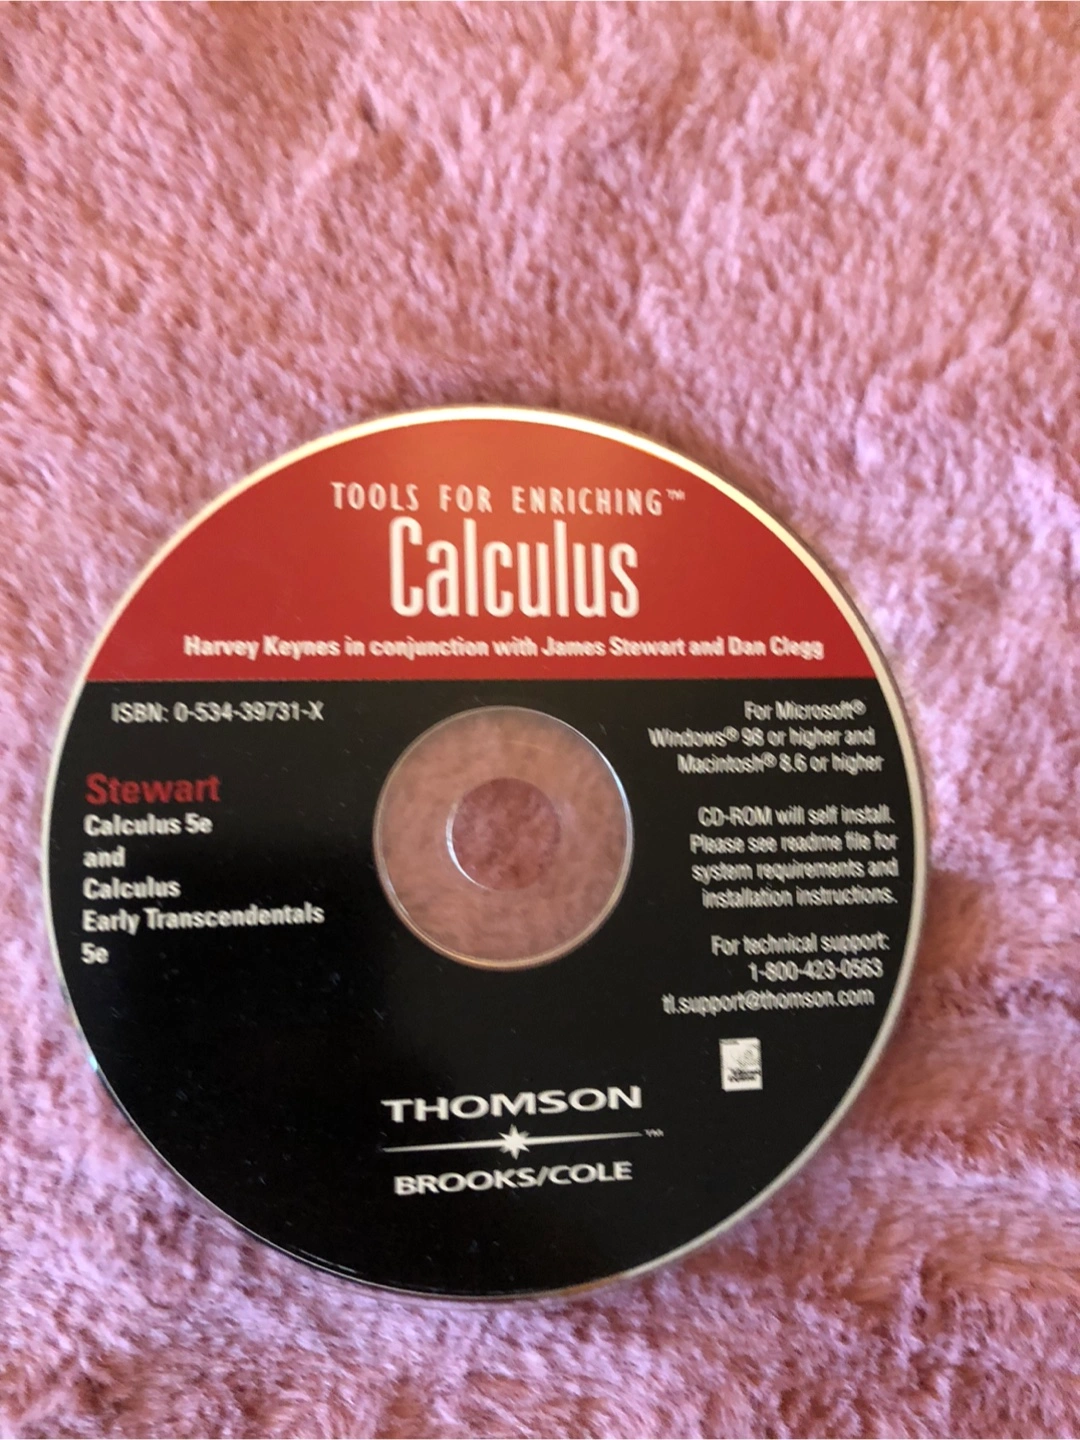 TOOLS FOR ENRICHING™
Calculus
Harvey Keynes in conjunction with James Stewart and Dan Clegg
ISBN: 0-534-39731-X
Stewart
Calculus 5e
and
Calculus
Early Transcendentals
5e
For Microsoft®
Windows® 98 or higher and
Macintosh® 8.6 or higher
CD-ROM will self install.
Please see readme file for
system requirements and
installation instructions.
For technical support:
1-800-423-0563
tl.support@thomson.com
THOMSON
™
BROOKS/COLE